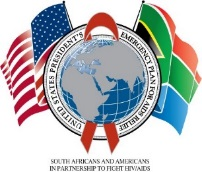 UNITED STATES PRESIDENT'S
EMERGENCY PLAN FOR AIDS RELIEF
SOUTH AFRICANS AND AMERICANS
IN PARTNERSHIP TO FIGHT HIV/AIDS